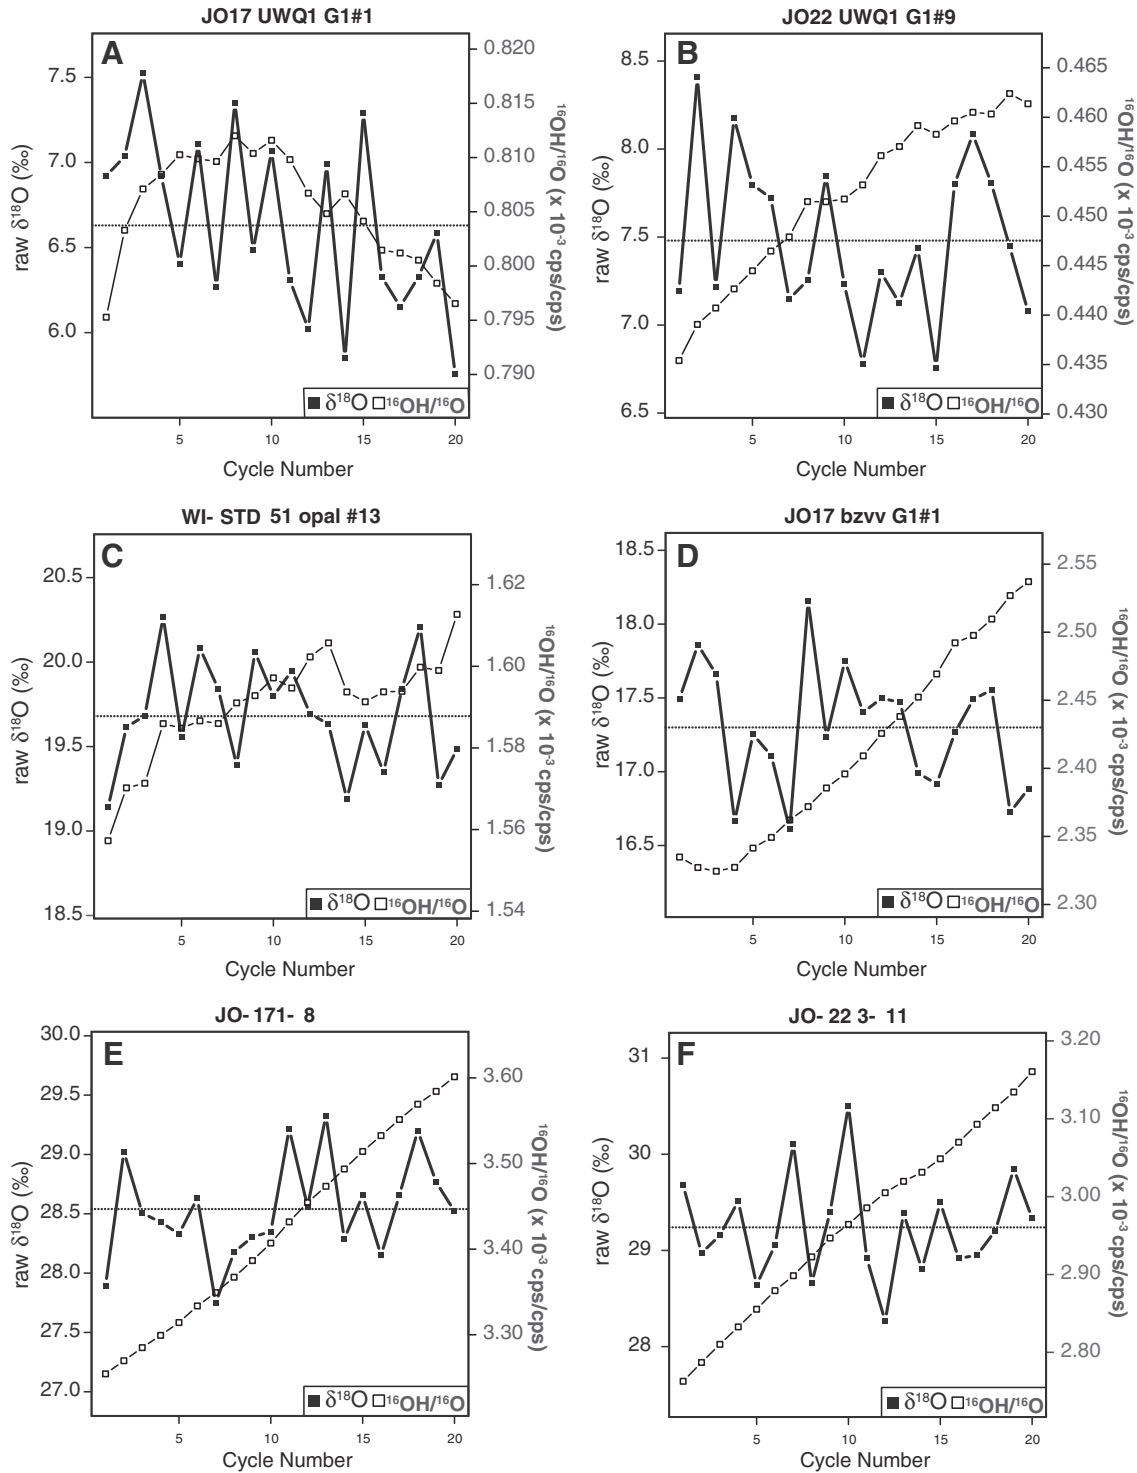 JO17 UWQ1 G1#1
A
raw δ¹⁸O (‰)
7.5
7.0
6.5
6.0
0.820
0.815
0.810
0.805
0.800
0.795
0.790
¹⁶OH/¹⁶O (x 10⁻³ cps/cps)
δ¹⁸O ¹⁶OH/¹⁶O
5 10 15 20
Cycle Number
JO22 UWQ1 G1#9
B
raw δ¹⁸O (‰)
8.5
8.0
7.5
7.0
6.5
0.465
0.460
0.455
0.450
0.445
0.440
0.435
0.430
¹⁶OH/¹⁶O (x 10⁻³ cps/cps)
δ¹⁸O ¹⁶OH/¹⁶O
5 10 15 20
Cycle Number
WI- STD 51 opal #13
C
raw δ¹⁸O (‰)
20.5
20.0
19.5
19.0
18.5
1.62
1.60
1.58
1.56
1.54
¹⁶OH/¹⁶O (x 10⁻³ cps/cps)
δ¹⁸O ¹⁶OH/¹⁶O
5 10 15 20
Cycle Number
JO17 bzvv G1#1
D
raw δ¹⁸O (‰)
18.5
18.0
17.5
17.0
16.5
2.55
2.50
2.45
2.40
2.35
2.30
¹⁶OH/¹⁶O (x 10⁻³ cps/cps)
δ¹⁸O ¹⁶OH/¹⁶O
5 10 15 20
Cycle Number
JO- 171- 8
E
raw δ¹⁸O (‰)
30.0
29.5
29.0
28.5
28.0
27.5
27.0
3.60
3.50
3.40
3.30
¹⁶OH/¹⁶O (x 10⁻³ cps/cps)
δ¹⁸O ¹⁶OH/¹⁶O
5 10 15 20
Cycle Number
JO- 22 3- 11
F
raw δ¹⁸O (‰)
31
30
29
28
3.20
3.10
3.00
2.90
2.80
¹⁶OH/¹⁶O (x 10⁻³ cps/cps)
δ¹⁸O ¹⁶OH/¹⁶O
5 10 15 20
Cycle Number